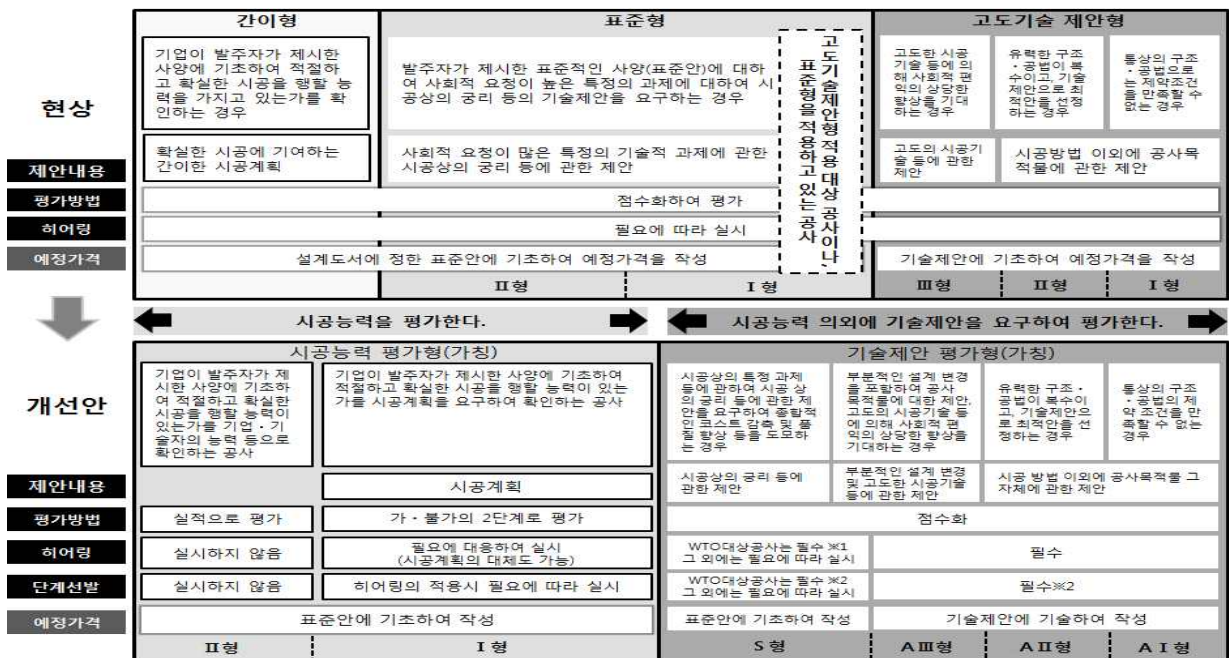 간이형
표준형
고도기술 제안형
현상
기업이 발주자가 제시한
사양에 기초하여 적절하
고 확실한 시공을 행할 능
력을 가지고 있는가를 확
인하는 경우
발주자가 제시한 표준적인 사양(표준안)에 대하
여 사회적 요청이 높은 특정의 과제에 대하여 시
공상의 궁리 등의 기술제안을 요구하는 경우
고도기술제안형 적용 대상 공사이나,
표준형을 적용하고 있는 공사
고도한 시공
기술 등에 의
해 사회적 편
익의 상당한
향상을 기대
하는 경우
유력한 구조
・공법이 복
수이고, 기술
제안으로 최
적안을 선정
하는 경우
통상의 구조
・공법으로
는 제약조건
을 만족할 수
없는 경우
제안내용
확실한 시공에 기여하는
간이한 시공계획
사회적 요청이 많은 특정의 기술적 과제에 관한
시공상의 궁리 등에 관한 제안
고도의 시공기
술 등에 관한
제안
시공방법 이외에 공사목
적물에 관한 제안
평가방법
점수화하여 평가
히어링
필요에 따라 실시
예정가격
설계도서에 정한 표준안에 기초하여 예정가격을 작성
기술제안에 기초하여 예정가격을 작성
Ⅱ형
Ⅰ형
Ⅲ형
Ⅱ형
Ⅰ형
시공능력을 평가한다.
시공능력 의외에 기술제안을 요구하여 평가한다.
개선안
시공능력 평가형(가칭)
기술제안 평가형(가칭)
기업이 발주자가 제
시한 사양에 기초하
여 적절하고 확실한
시공을 행할 능력이
있는가를 기업・기
술자의 능력 등으로
확인하는 공사
기업이 발주자가 제시한 사양에 기초하여
적절하고 확실한 시공을 행할 능력이 있는
가를 시공계획을 요구하여 확인하는 공사
시공상의 특정 과제
등에 관하여 시공 상
의 궁리 등에 관한 제
안을 요구하여 종합적
인 코스트 감축 및 품
질 향상 등을 도모하
는 경우
부분적인 설계 변경
을 포함하여 공사
목적물에 대한 제안,
고도의 시공기술 등
에 의해 사회적 편
익의 상당한 향상을
기대하는 경우
유력한 구조・
공법이 복수이
고, 기술제안으
로 최적안을 선
정하는 경우
통상의 구조
・공법의 제
약 조건을 만
족할 수 없는
경우
제안내용
시공계획
시공상의 궁리 등에
관한 제안
부분적인 설계 변경
및 고도한 시공기술
등에 관한 제안
시공 방법 이외에 공사목적물 그
자체에 관한 제안
평가방법
실적으로 평가
가・불가의 2단계로 평가
점수화
히어링
실시하지 않음
필요에 대응하여 실시
(시공계획의 대체도 가능)
WTO대상공사는 필수 ※1
그 외에는 필요에 따라 실시
필수
단계선발
실시하지 않음
히어링의 적용시 필요에 따라 실시
WTO대상공사는 필수 ※2
그 외에는 필요에 따라 실시
필수※2
예정가격
표준안에 기초하여 작성
표준안에 기초하여 작성
기술제안에 기술하여 작성
Ⅱ형
Ⅰ형
S형
AⅢ형
AⅡ형
AⅠ형